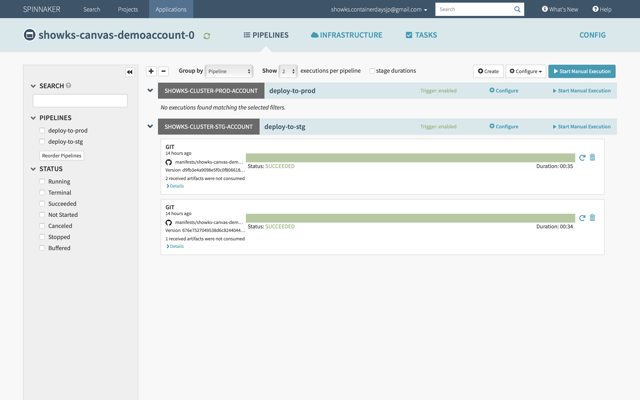 SPINNAKER Search Projects Applications showks.containerdaysjp@gmail.com Search What's New Help
showks-canvas-demoaccount-0 PIPELINES INFRASTRUCTURE TASKS CONFIG
Group by Pipeline Show 2 executions per pipeline stage durations Create Configure Start Manual Execution
SEARCH
PIPELINES
deploy-to-prod
deploy-to-stg
Reorder Pipelines
STATUS
Running
Terminal
Succeeded
Not Started
Canceled
Stopped
Buffered
SHOWKS-CLUSTER-PROD-ACCOUNT deploy-to-prod Trigger: enabled Configure Start Manual Execution
No executions found matching the selected filters.
SHOWKS-CLUSTER-STG-ACCOUNT deploy-to-stg Trigger: enabled Configure Start Manual Execution
GIT
14 hours ago
manifests/showks-canvas-dem...
Version:
2 received artifacts were not consumed
Details
Status: SUCCEEDED Duration: 00:35
GIT
14 hours ago
manifests/showks-canvas-dem...
Version:
1 received artifacts were not consumed
Details
Status: SUCCEEDED Duration: 00:34